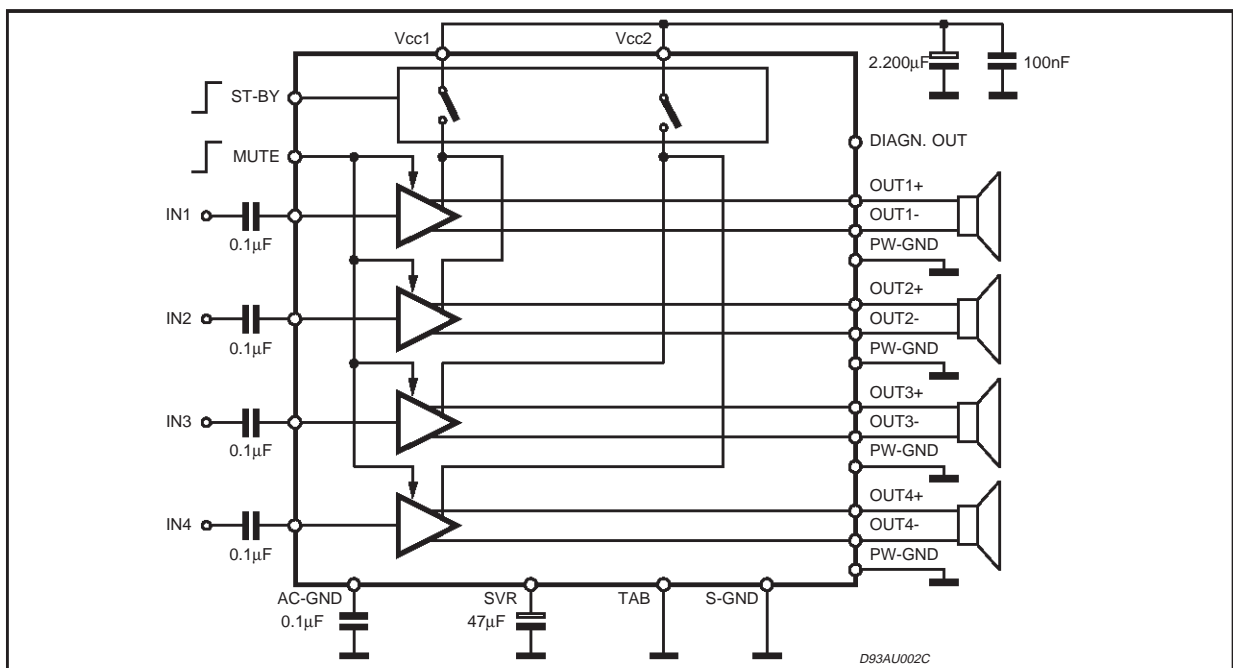 Vcc1
Vcc2
2.200µF
100nF
ST-BY
MUTE
DIAGN. OUT
IN1
0.1µF
OUT1+
OUT1-
PW-GND
IN2
0.1µF
OUT2+
OUT2-
PW-GND
IN3
0.1µF
OUT3+
OUT3-
PW-GND
IN4
0.1µF
OUT4+
OUT4-
PW-GND
AC-GND
0.1µF
SVR
47µF
TAB
S-GND
D93AU002C